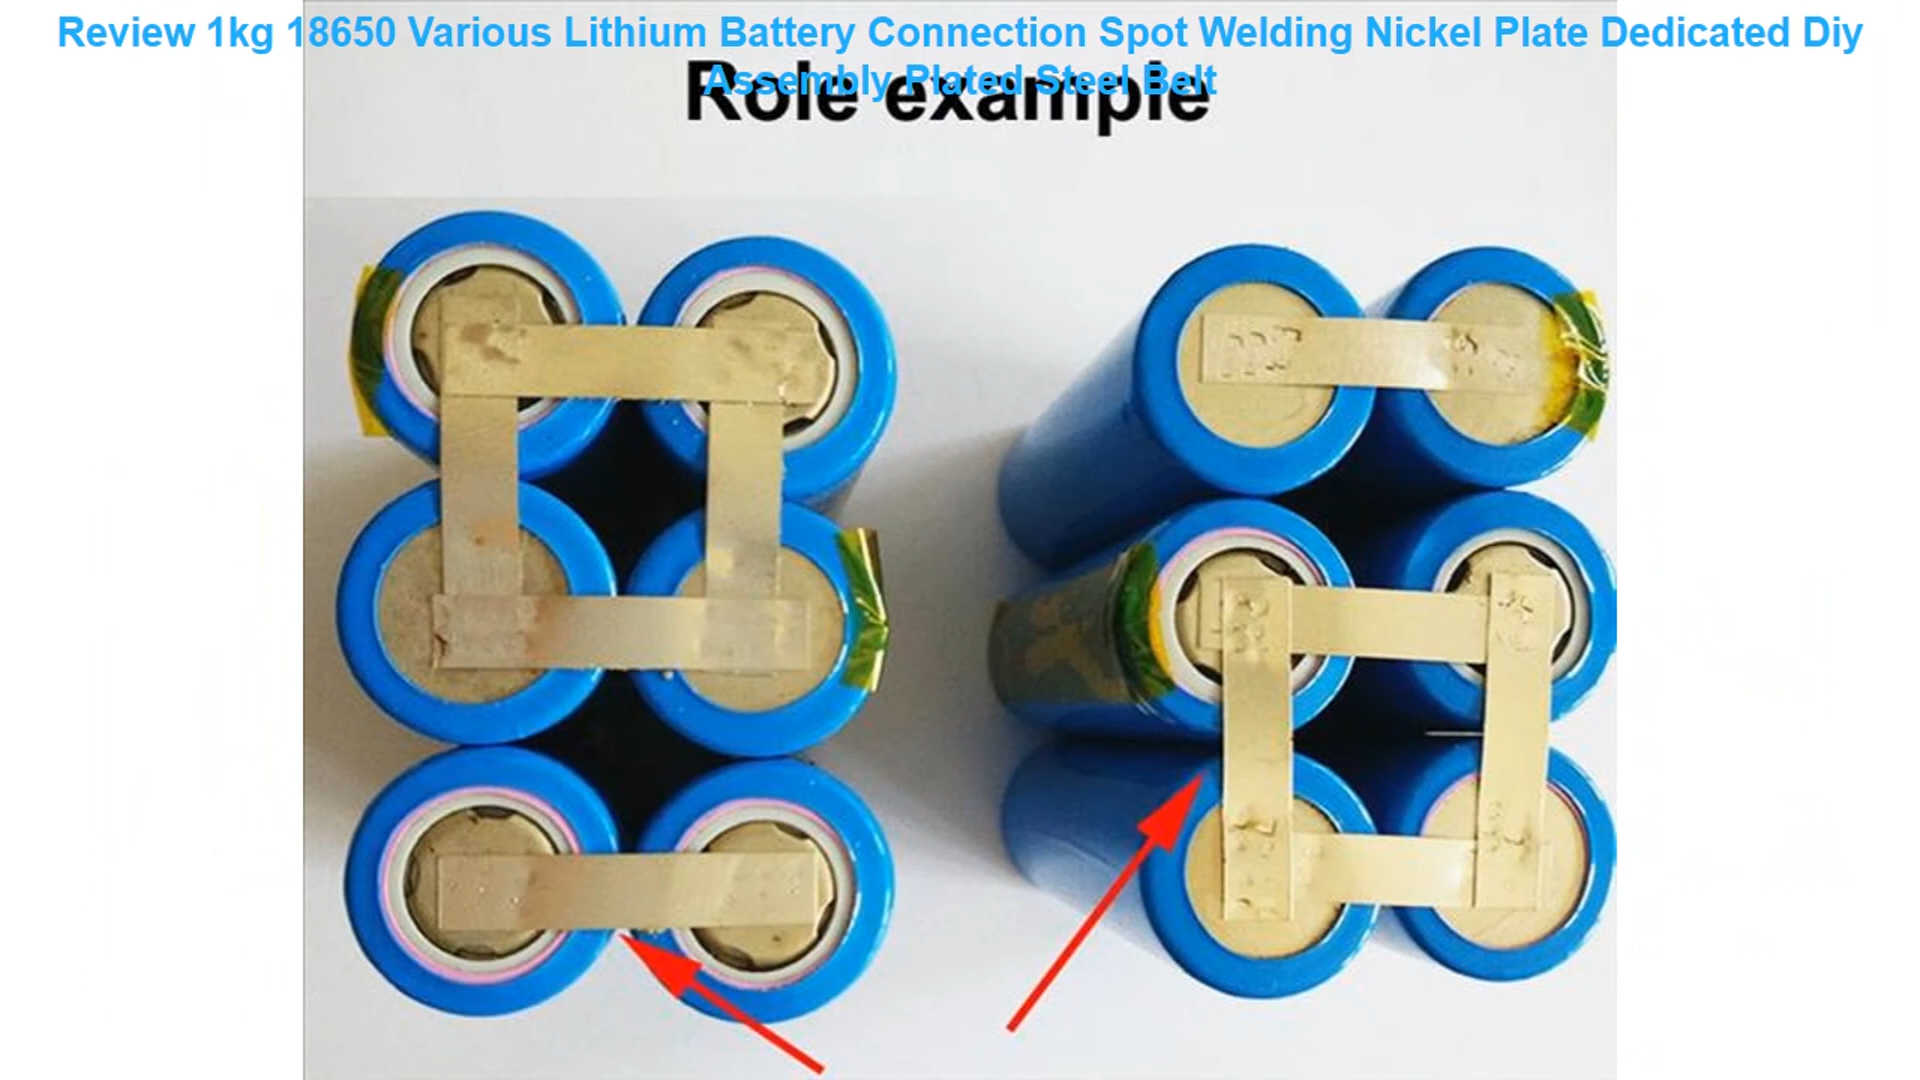 Review 1kg 18650 Various Lithium Battery Connection Spot Welding Nickel Plate Dedicated Diy
Assembly Plated Steel Belt
Role example